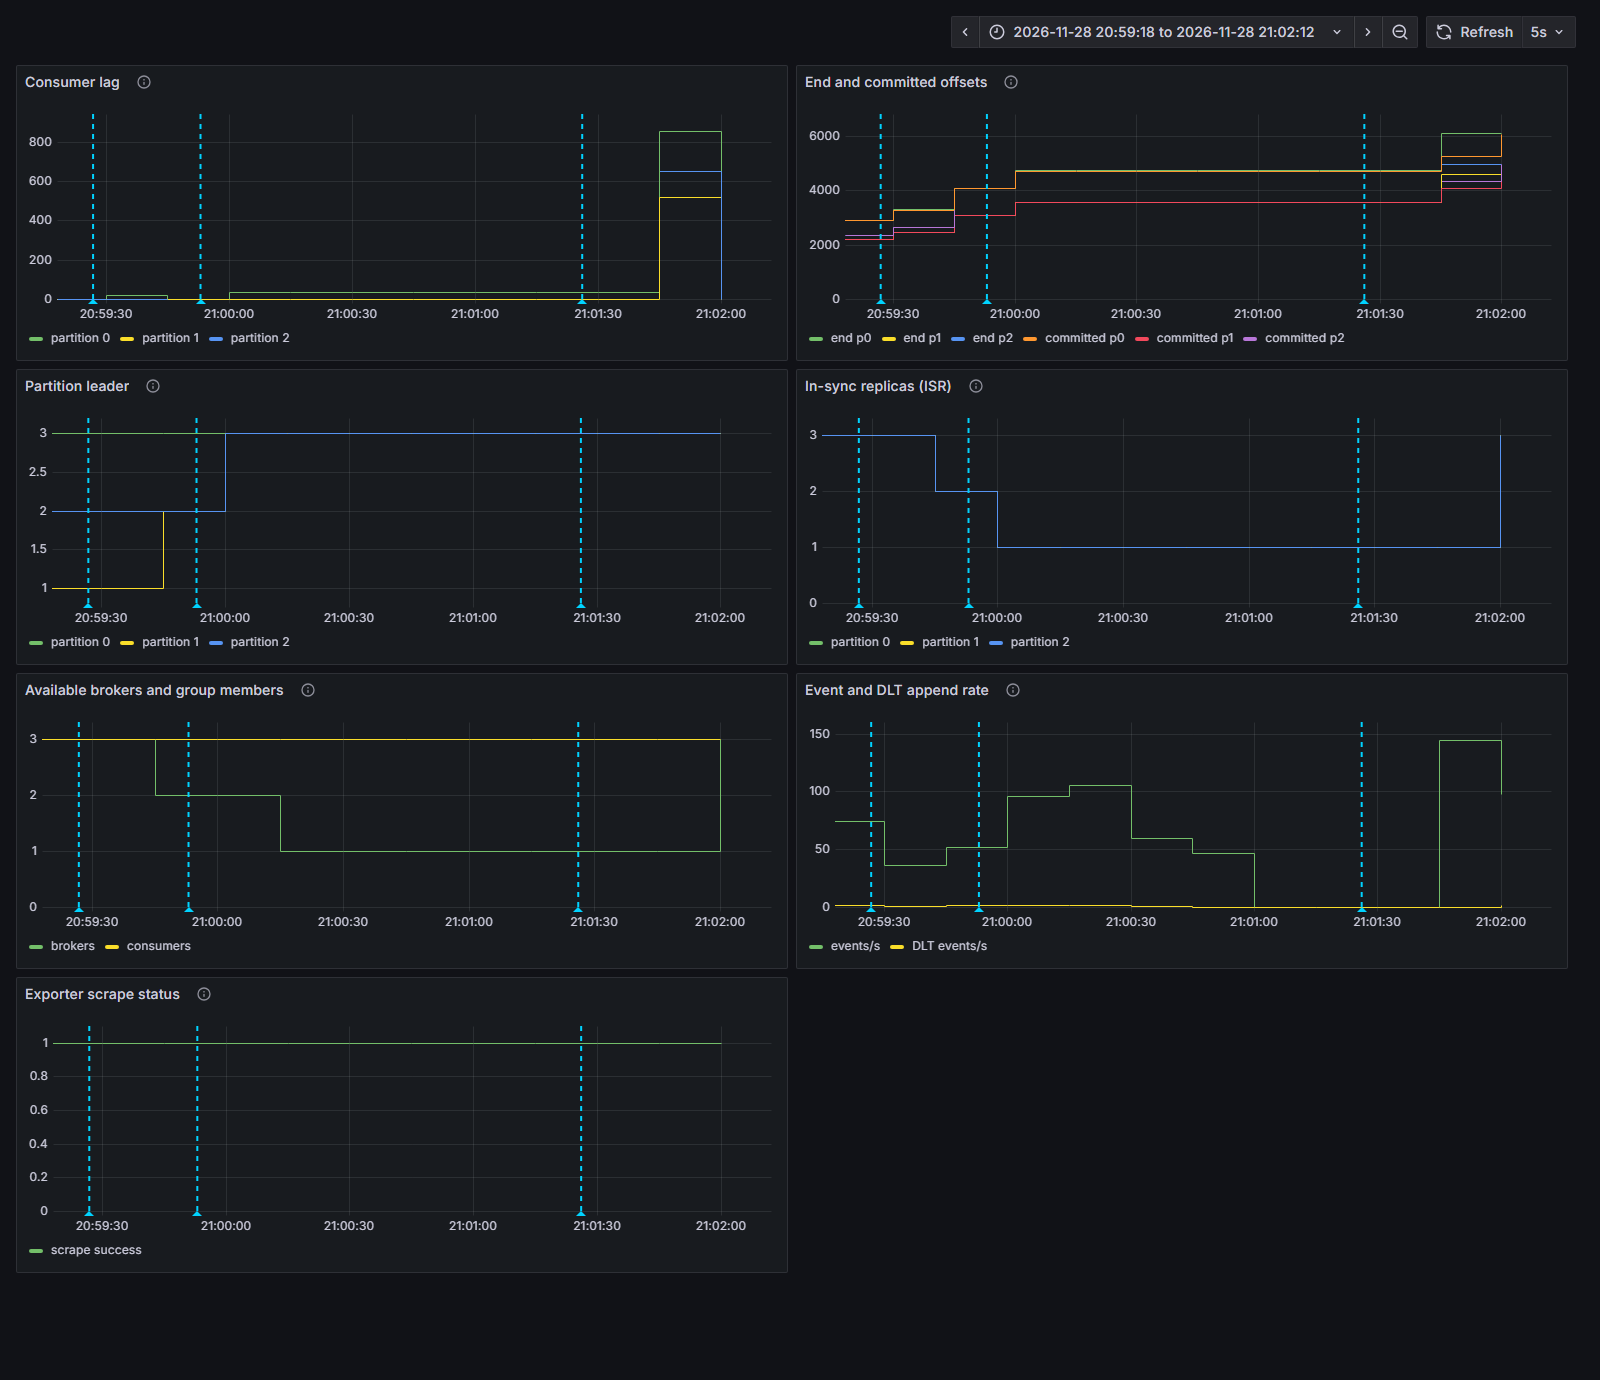 2026-11-28 20:59:18 to 2026-11-28 21:02:12
Refresh
5s
Consumer lag
800
600
400
200
0
20:59:30 21:00:00 21:00:30 21:01:00 21:01:30 21:02:00
partition 0 partition 1 partition 2
End and committed offsets
6000
4000
2000
0
20:59:30 21:00:00 21:00:30 21:01:00 21:01:30 21:02:00
end p0 end p1 end p2 committed p0 committed p1 committed p2
Partition leader
3
2.5
2
1.5
1
20:59:30 21:00:00 21:00:30 21:01:00 21:01:30 21:02:00
partition 0 partition 1 partition 2
In-sync replicas (ISR)
3
2
1
0
20:59:30 21:00:00 21:00:30 21:01:00 21:01:30 21:02:00
partition 0 partition 1 partition 2
Available brokers and group members
3
2
1
0
20:59:30 21:00:00 21:00:30 21:01:00 21:01:30 21:02:00
brokers consumers
Event and DLT append rate
150
100
50
0
20:59:30 21:00:00 21:00:30 21:01:00 21:01:30 21:02:00
events/s DLT events/s
Exporter scrape status
1
0.8
0.6
0.4
0.2
0
20:59:30 21:00:00 21:00:30 21:01:00 21:01:30 21:02:00
scrape success